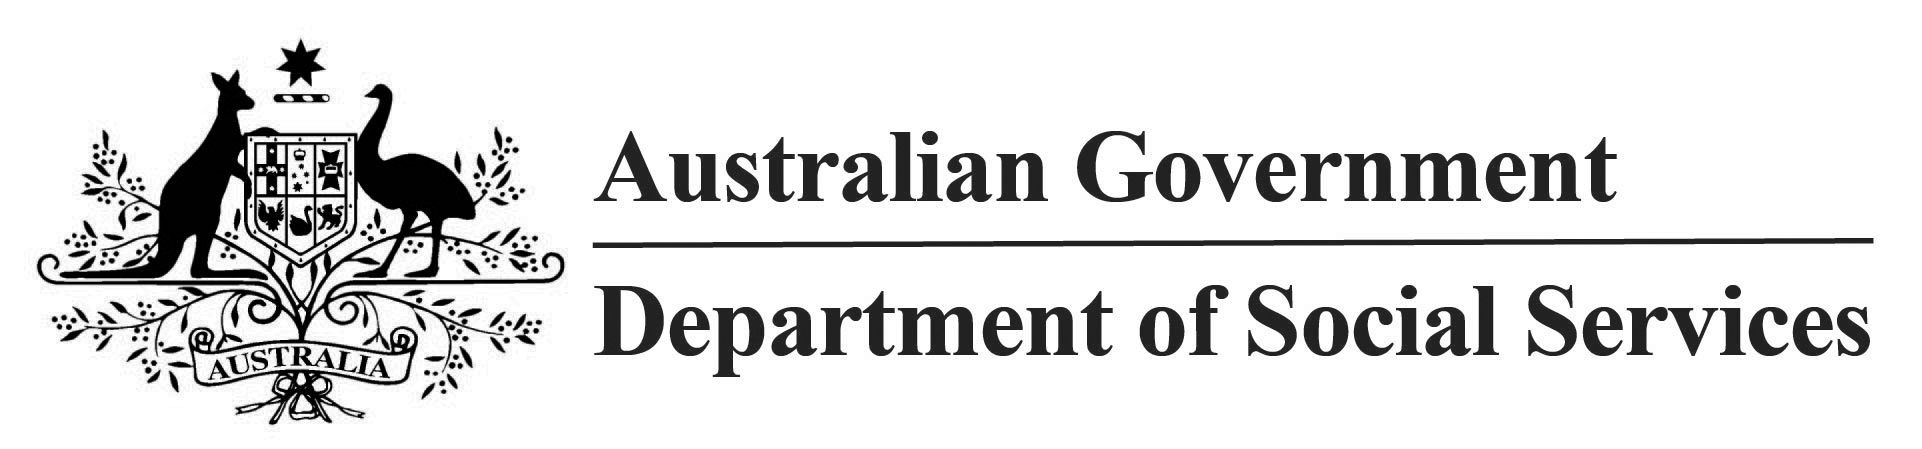 Australian Government
Department of Social Services
AUSTRALIA